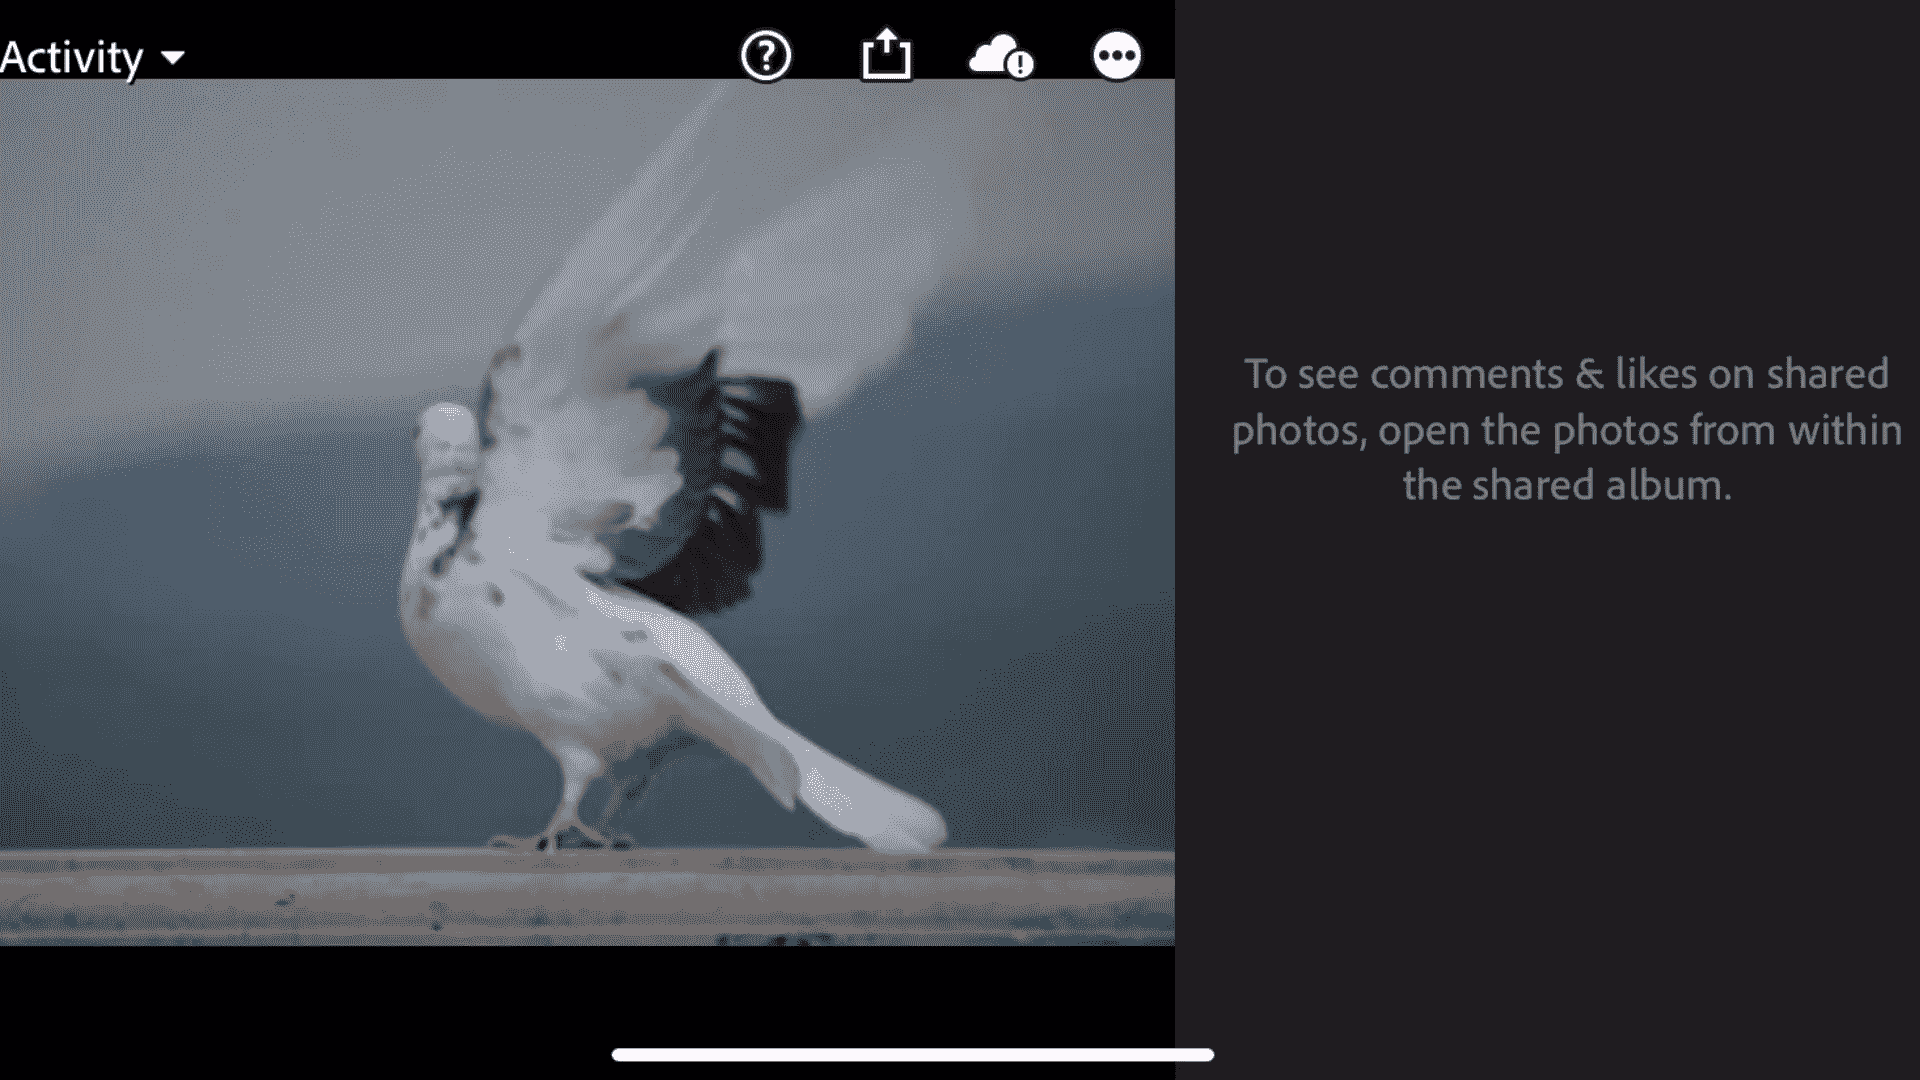 Activity
To see comments & likes on shared
photos, open the photos from within
the shared album.